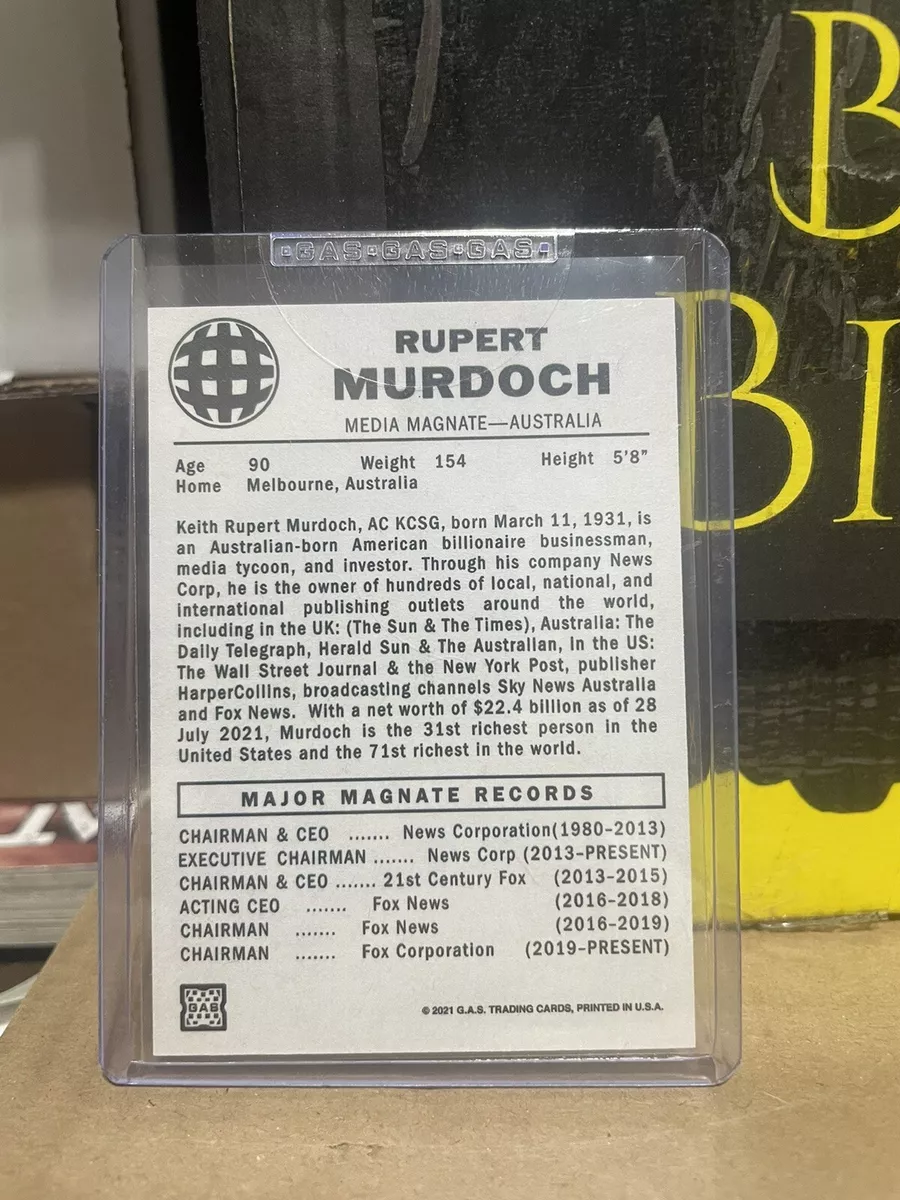 B
BI
GAS GAS GAS
RUPERT
MURDOCH
MEDIA MAGNATE—AUSTRALIA
Age 90 Weight 154 Height 5'8"
Home Melbourne, Australia
Keith Rupert Murdoch, AC KCSG, born March 11, 1931, is
an Australian-born American billionaire businessman,
media tycoon, and investor. Through his company News
Corp, he is the owner of hundreds of local, national, and
international publishing outlets around the world,
including in the UK: (The Sun & The Times), Australia: The
Daily Telegraph, Herald Sun & The Australian, in the US:
The Wall Street Journal & the New York Post, publisher
HarperCollins, broadcasting channels Sky News Australia
and Fox News. With a net worth of $22.4 billion as of 28
July 2021, Murdoch is the 31st richest person in the
United States and the 71st richest in the world.
MAJOR MAGNATE RECORDS
CHAIRMAN & CEO ....... News Corporation(1980-2013)
EXECUTIVE CHAIRMAN ....... News Corp (2013-PRESENT)
CHAIRMAN & CEO ....... 21st Century Fox (2013-2015)
ACTING CEO ....... Fox News (2016-2018)
CHAIRMAN ....... Fox News (2016-2019)
CHAIRMAN ....... Fox Corporation (2019-PRESENT)
GAS
© 2021 G.A.S. TRADING CARDS, PRINTED IN U.S.A.